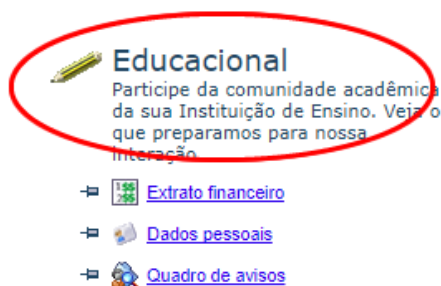 Educacional
Participe da comunidade acadêmica
da sua Instituição de Ensino. Veja o
que preparamos para nossa
interação
Extrato financeiro
Dados pessoais
Quadro de avisos